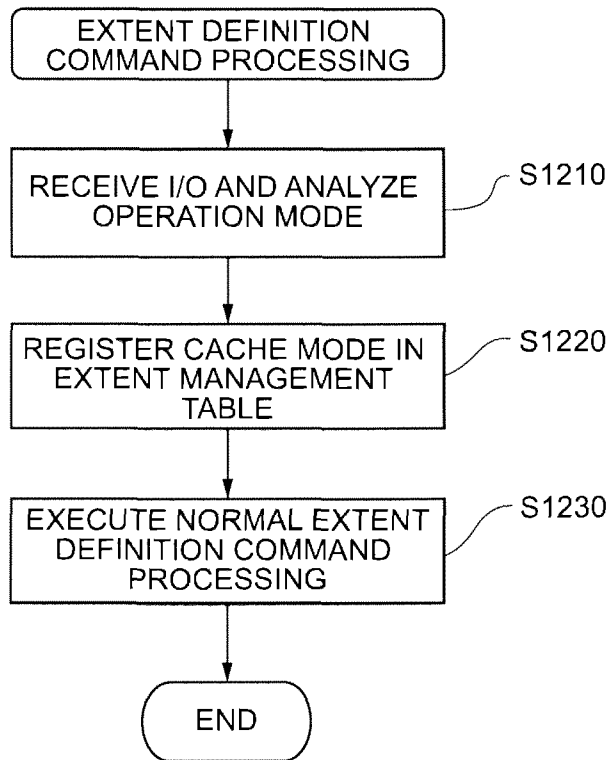 EXTENT DEFINITION
COMMAND PROCESSING
RECEIVE I/O AND ANALYZE
OPERATION MODE
S1210
REGISTER CACHE MODE IN
EXTENT MANAGEMENT
TABLE
S1220
EXECUTE NORMAL EXTENT
DEFINITION COMMAND
PROCESSING
S1230
END